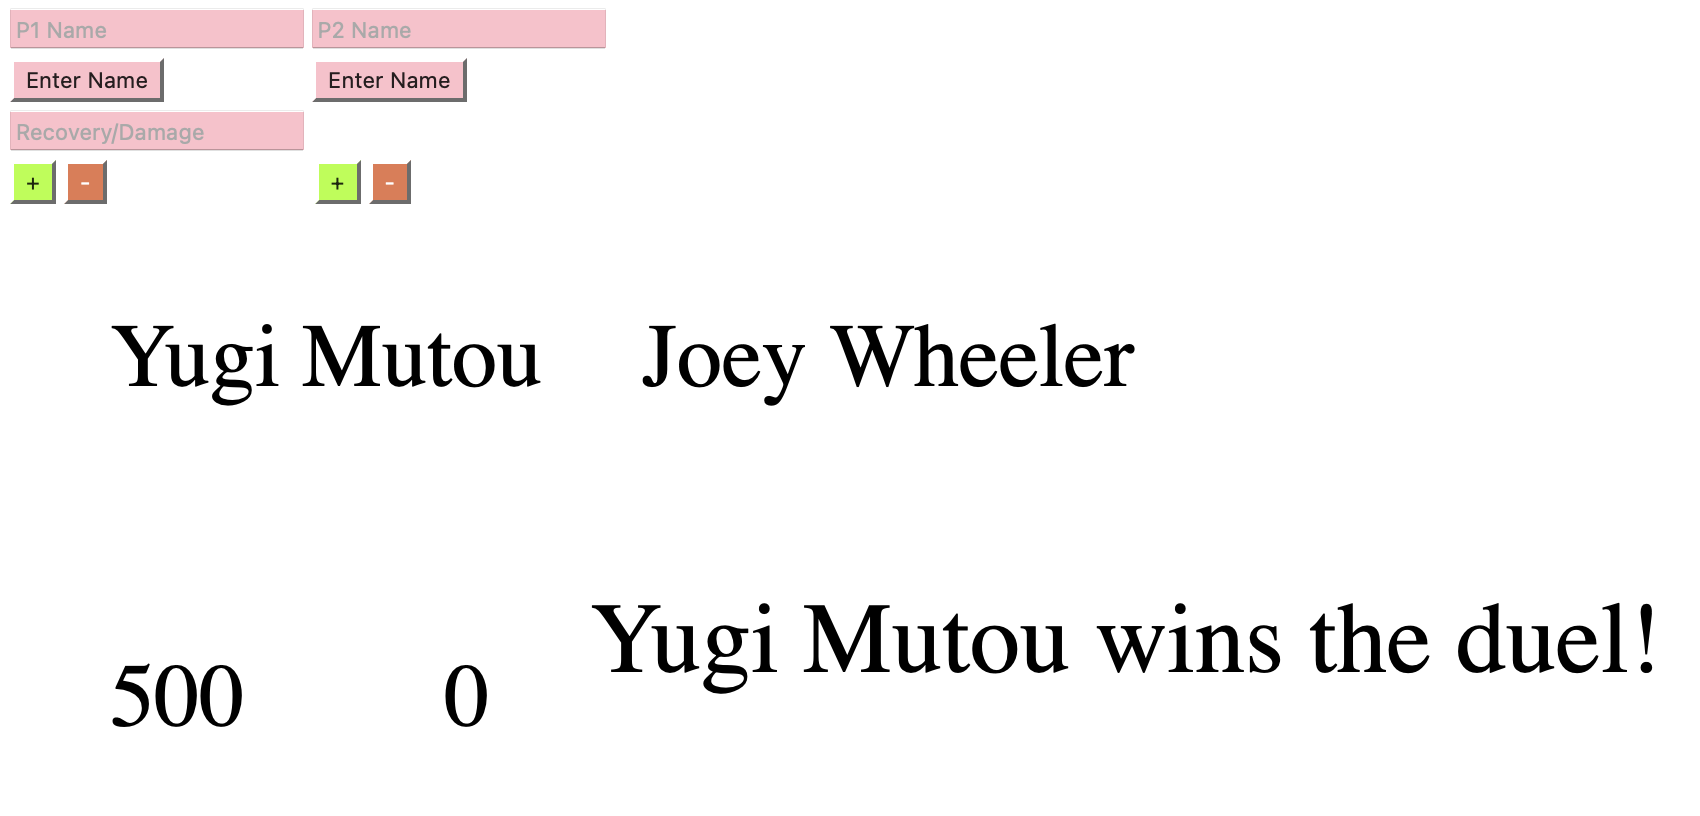 P1 Name P2 Name
Enter Name Enter Name
Recovery/Damage
+ - + -
Yugi Mutou Joey Wheeler
500 0 Yugi Mutou wins the duel!